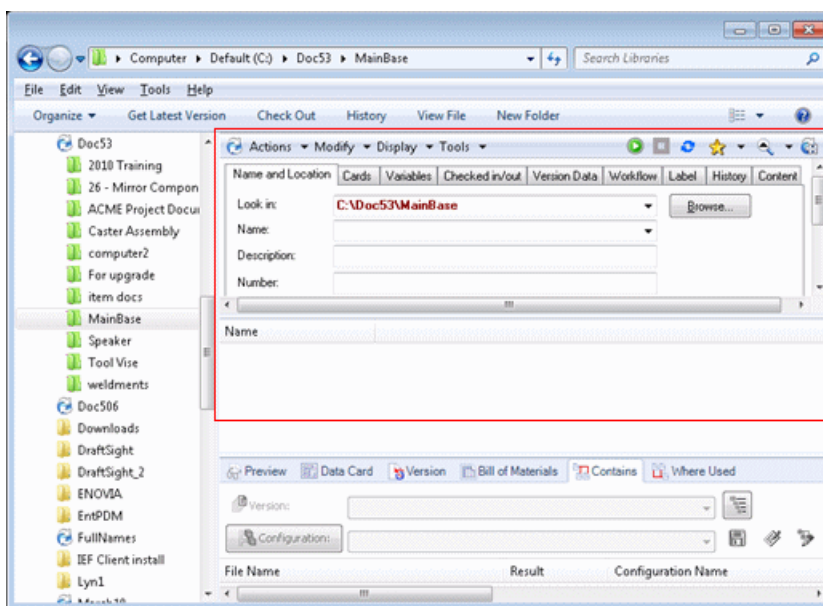 Computer Default (C:) Doc53 MainBase
Search Libraries
File Edit View Tools Help
Organize Get Latest Version Check Out History View File New Folder
Doc53
2010 Training
26 - Mirror Compon
ACME Project Docu
Caster Assembly
computer2
For upgrade
item docs
MainBase
Speaker
Tool Vise
weldments
Doc506
Downloads
DraftSight
DraftSight_2
ENOVIA
EntPDM
FullNames
IEF Client install
Lyn1
March10
Actions Modify Display Tools
Name and Location Cards Variables Checked in/out Version Data Workflow Label History Content
Look in: C:\Doc53\MainBase Browse...
Name:
Description:
Number:
Name
Preview Data Card Version Bill of Materials Contains Where Used
Version:
Configuration:
File Name Result Configuration Name